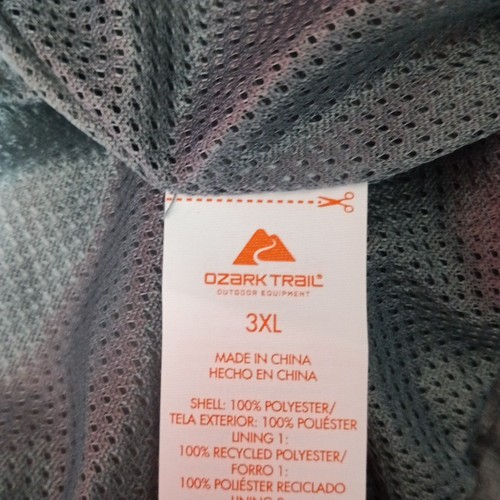 OZARK TRAIL®
OUTDOOR EQUIPMENT
3XL
MADE IN CHINA
HECHO EN CHINA
SHELL: 100% POLYESTER/
TELA EXTERIOR: 100% POLIÉSTER
LINING 1:
100% RECYCLED POLYESTER/
FORRO 1:
100% POLIÉSTER RECICLADO